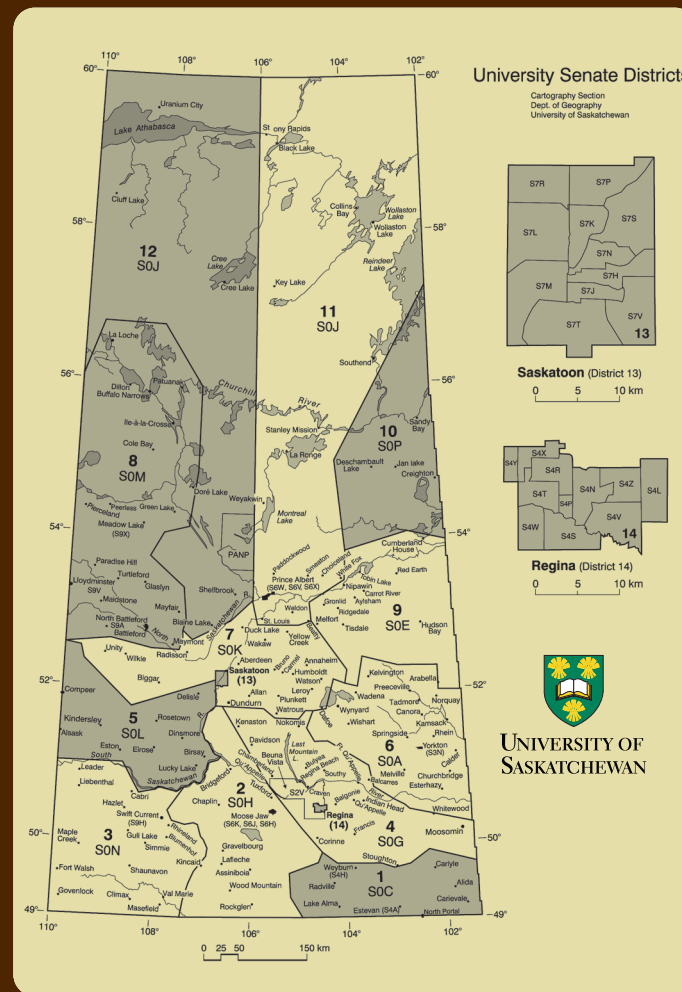 University Senate Districts
Cartography Section
Dept. of Geography
University of Saskatchewan
110°
108°
106°
104°
102°
60°
60°
Uranium City
Lake Athabasca
Stony Rapids
Black Lake
Cluff Lake
Collins
Bay
Wollaston
Lake
Wollaston
Lake
58°
58°
12
S0J
Cree
Lake
Cree Lake
Reindeer
Lake
Key Lake
11
S0J
La Loche
Southend
56°
56°
Dillon
Buffalo Narrows
Patuanak
Churchill
River
Ile-à-la-Crosse
Stanley Mission
Sandy
Bay
10
S0P
Cole Bay
8
S0M
La Ronge
Deschambault
Lake
Jan lake
Creighton
Doré Lake
Weyakwin
Pierceland
Peerless
Green Lake
Montreal
Lake
Meadow Lake
(S9X)
54°
54°
PANP
Cumberland
House
Paradise Hill
Paddockwood
Smeaton
Choiceland
White Fox
Tobin Lake
Red Earth
Turtleford
Lloydminster
S9V
Glaslyn
Shellbrook
R.
Prince Albert
(S6W, S6V, S6X)
Nipawin
Carrot River
Maidstone
Mayfair
Saskatchewan
Weldon
Gronlid
Aylsham
9
S0E
Ridgedale
North Battleford
S9A
Battleford
North
Blaine Lake
St. Louis
Melfort
Tisdale
Hudson
Bay
7
S0K
Duck Lake
Yellow
Creek
Wakaw
Maymont
Radisson
Unity
Wilkie
Aberdeen
Bruno
Carmel
Annaheim
Saskatoon
(13)
Humboldt
Watson
Kelvington
Arabella
52°
52°
Biggar
Compeer
Delisle
Allan
Leroy
Plunkett
Preeceville
Wadena
Tadmore
Norquay
Dundurn
Watrous
Wynyard
Canora
5
S0L
Rosetown
R.
Kindersley
Alsask
Dinsmore
Kenaston
Nokomis
Wishart
Kamsack
Springside
Rhein
Eston
Elrose
Birsay
South
Davidson
Last
Mountain
L.
6
S0A
Yorkton
(S3N)
Beuna
Vista
Bulyea
Regina Beach
Calder
Lucky Lake
Saskatchewan
Chamberlain
Southy
Melville
Churchbridge
Leader
Liebenthal
Bridgeford
Qu'Appelle
Balcarres
Esterhazy
2
S0H
Tuxford
S2V
Craven
River
Cabri
Hazlet
Chaplin
Balgonie
Indian Head
Qu'Appelle
Whitewood
Swift Current
(S9H)
Moose Jaw
(S6K, S6J, S6H)
Regina
(14)
Rhineland
Blumenhof
4
S0G
Francis
Moosomin
50°
50°
3
S0N
Maple
Creek
Gull Lake
Simmie
Gravelbourg
Corinne
Stoughton
Kincaid
Lafleche
Fort Walsh
Shaunavon
Assiniboia
Weyburn
(S4H)
1
S0C
Carlyle
Wood Mountain
Radville
Alida
Govenlock
Climax
Val Marie
Masefield
Rockglen
Lake Alma
Estevan (S4A)
Carievale
North Portal
49°
49°
110°
108°
106°
104°
102°
0 25 50 150 km
S7R
S7P
S7L
S7K
S7S
S7N
S7H
S7M
S7J
S7T
S7V
13
Saskatoon (District 13)
0 5 10 km
S4X
S4Y
S4R
S4T
S4N
S4Z
S4L
S4P
S4V
S4W
S4S
14
Regina (District 14)
0 5 10 km
UNIVERSITY OF
SASKATCHEWAN